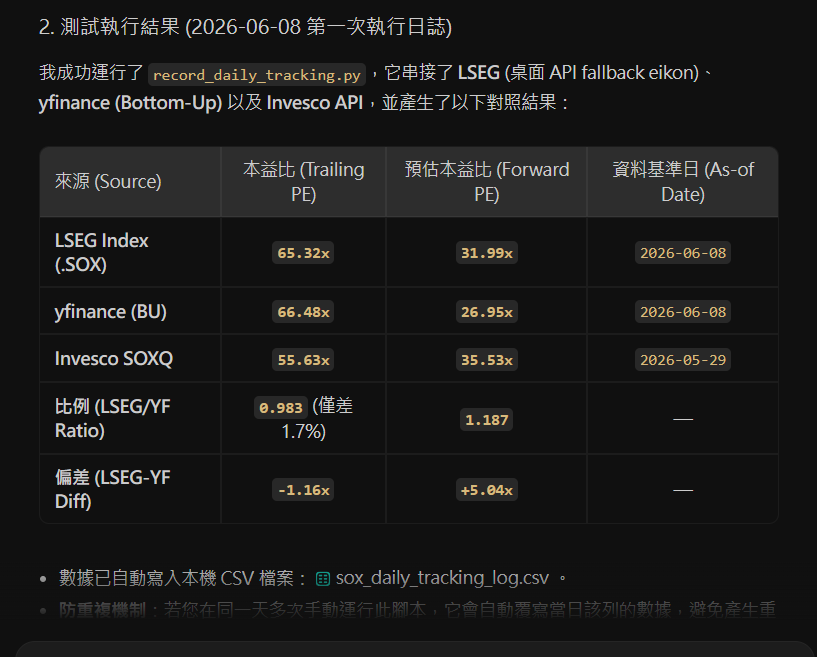 2. 測試執行結果 (2026-06-08 第一次執行日誌)
我成功運行了 record_daily_tracking.py，它串接了 LSEG (桌面 API fallback eikon)、
yfinance (Bottom-Up) 以及 Invesco API，並產生了以下對照結果：
來源 (Source)
本益比 (Trailing
PE)
預估本益比 (Forward
PE)
資料基準日 (As-of
Date)
LSEG Index
(.SOX)
65.32x
31.99x
2026-06-08
yfinance (BU)
66.48x
26.95x
2026-06-08
Invesco SOXQ
55.63x
35.53x
2026-05-29
比例 (LSEG/YF
Ratio)
0.983 (僅差
1.7%)
1.187
—
偏差 (LSEG-YF
Diff)
-1.16x
+5.04x
—
• 數據已自動寫入本機 CSV 檔案： sox_daily_tracking_log.csv 。
• 防重複機制：若您在同一天多次手動運行此腳本，它會自動覆寫當日該列的數據，避免產生重